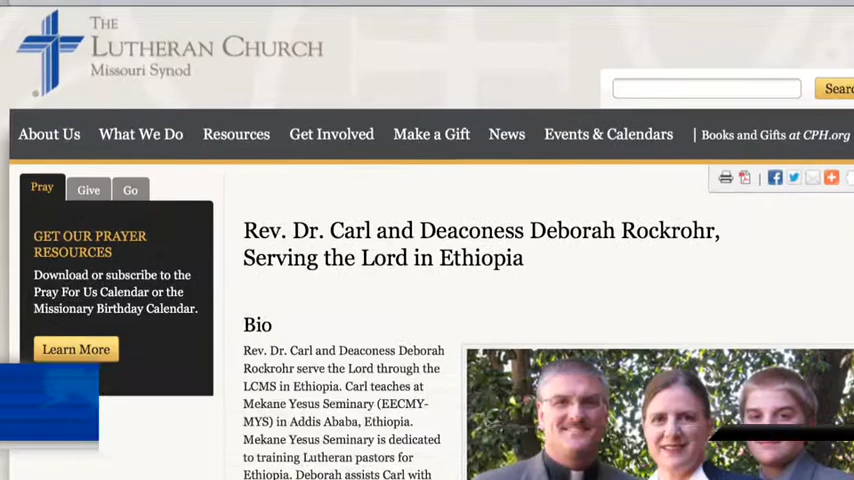 THE
LUTHERAN CHURCH
Missouri Synod
Sear
About Us What We Do Resources Get Involved Make a Gift News Events & Calendars | Books and Gifts at CPH.org
Pray Give Go
GET OUR PRAYER
RESOURCES
Download or subscribe to the
Pray For Us Calendar or the
Missionary Birthday Calendar.
Learn More
Rev. Dr. Carl and Deaconess Deborah Rockrohr,
Serving the Lord in Ethiopia
Bio
Rev. Dr. Carl and Deaconess Deborah
Rockrohr serve the Lord through the
LCMS in Ethiopia. Carl teaches at
Mekane Yesus Seminary (EECMY-
MYS) in Addis Ababa, Ethiopia.
Mekane Yesus Seminary is dedicated
to training Lutheran pastors for
Ethiopia. Deborah assists Carl with